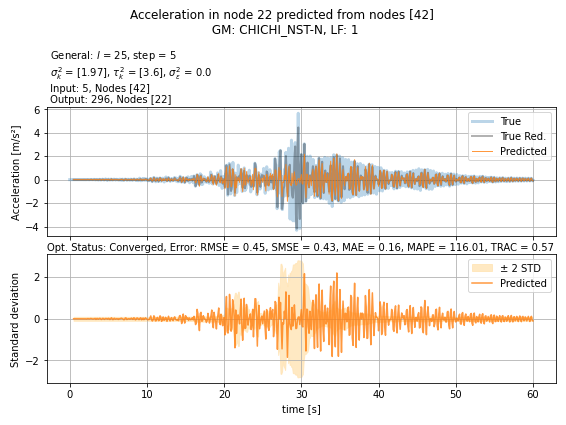 Acceleration in node 22 predicted from nodes [42]
GM: CHICHI_NST-N, LF: 1
General: l = 25, step = 5
σ²ₖ = [1.97], τ²ₖ = [3.6], σ²ε = 0.0
Input: 5, Nodes [42]
Output: 296, Nodes [22]
6
4
2
0
−2
−4
Acceleration [m/s²]
True
True Red.
Predicted
Opt. Status: Converged, Error: RMSE = 0.45, SMSE = 0.43, MAE = 0.16, MAPE = 116.01, TRAC = 0.57
2
0
−2
Standard deviation
± 2 STD
Predicted
0 10 20 30 40 50 60
time [s]